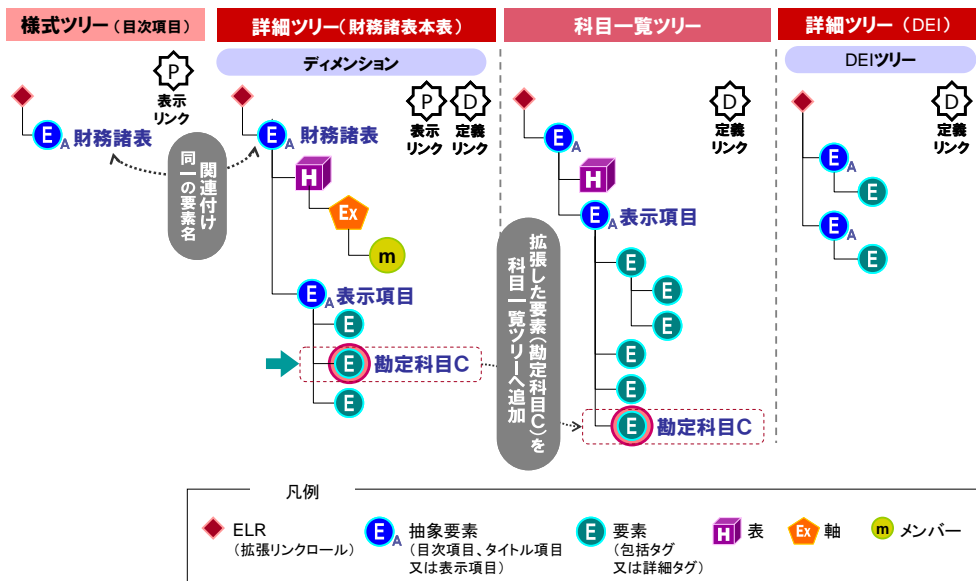 様式ツリー（目次項目）
P
表示
リンク
E
A
財務諸表
関連付け
同一の要素名
詳細ツリー（財務諸表本表）
ディメンション
P
表示
リンク
D
定義
リンク
E
A
財務諸表
H
Ex
m
E
A
表示項目
E
E
勘定科目C
E
拡張した要素（勘定科目C）を
科目一覧ツリーへ追加
科目一覧ツリー
D
定義
リンク
E
A
H
E
A
表示項目
E
E
E
E
E
E
勘定科目C
詳細ツリー（DEI）
DEIツリー
D
定義
リンク
E
A
E
E
A
E
凡例
ELR
（拡張リンクロール）
E
A
抽象要素
（目次項目、タイトル項目
又は表示項目）
E
要素
（包括タグ
又は詳細タグ）
H
表
Ex
軸
m
メンバー